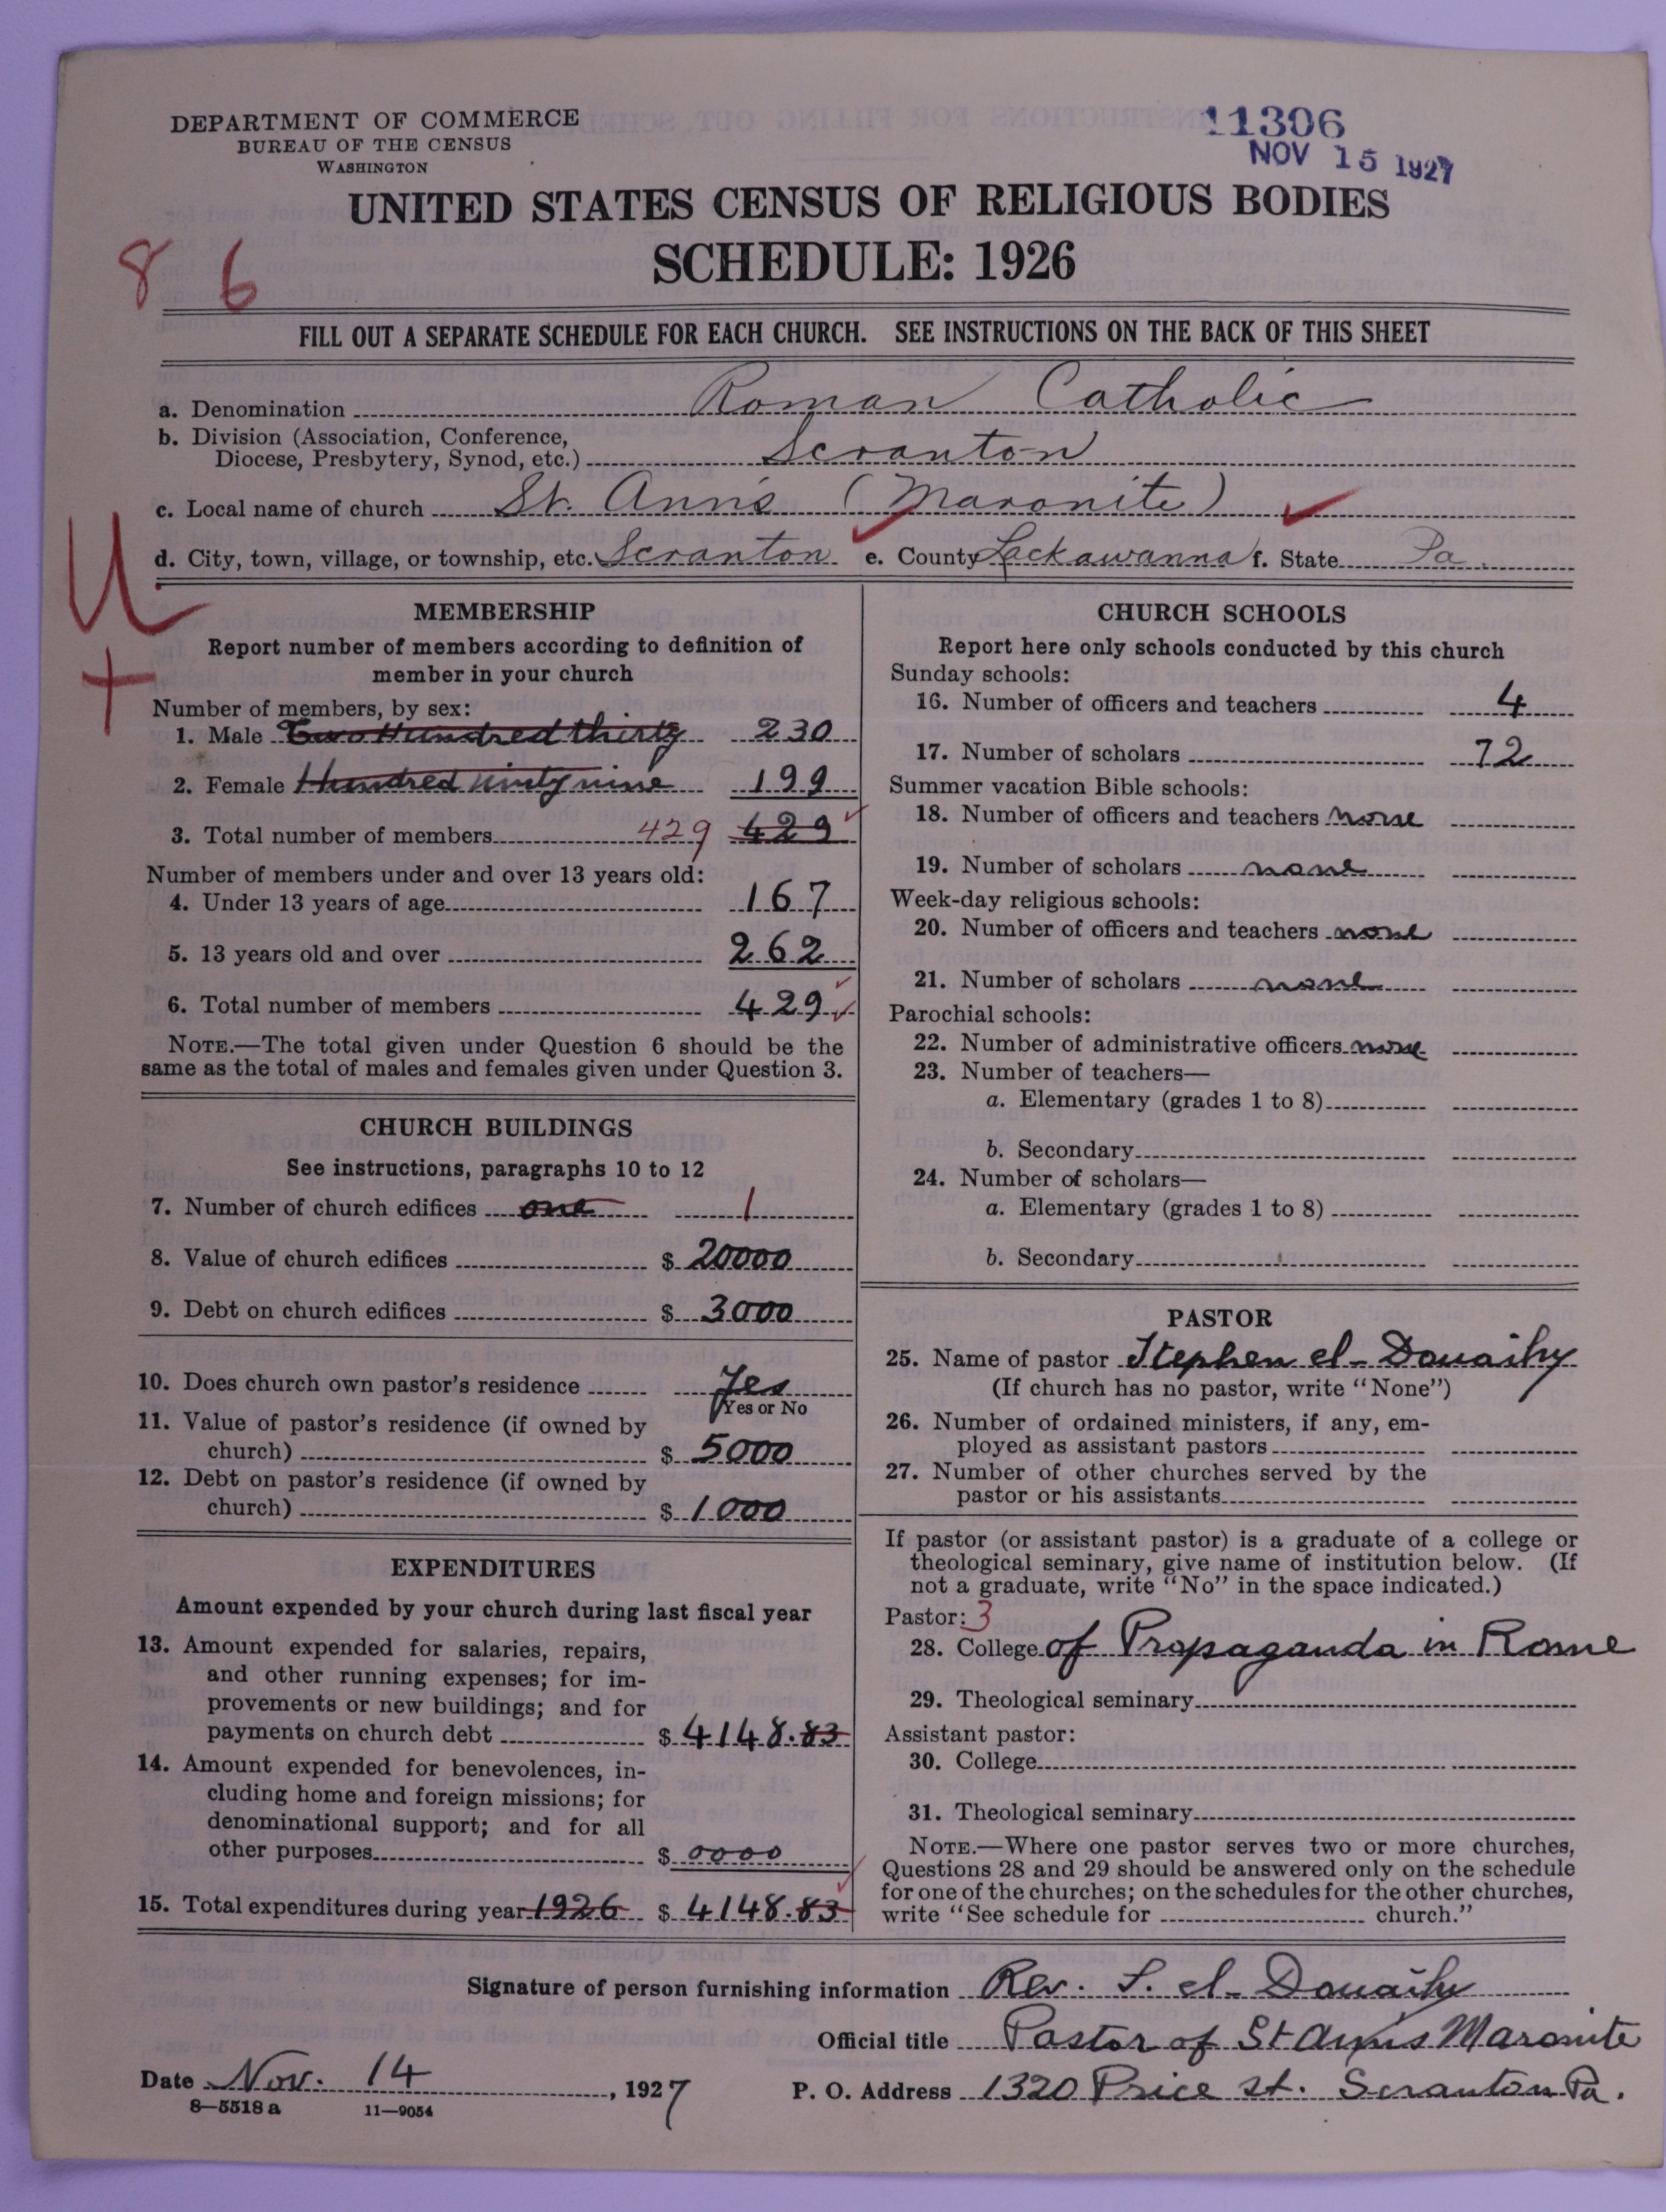 DEPARTMENT OF COMMERCE
BUREAU OF THE CENSUS
WASHINGTON
11306
NOV 15 1927
UNITED STATES CENSUS OF RELIGIOUS BODIES
SCHEDULE: 1926
8 6
FILL OUT A SEPARATE SCHEDULE FOR EACH CHURCH. SEE INSTRUCTIONS ON THE BACK OF THIS SHEET
a. Denomination Roman Catholic
b. Division (Association, Conference,
Diocese, Presbytery, Synod, etc.) Scranton
c. Local name of church St. Ann's (Maronite)
d. City, town, village, or township, etc. Scranton e. County Lackawanna f. State Pa.
U
+
MEMBERSHIP
Report number of members according to definition of
member in your church
Number of members, by sex:
1. Male Two Hundred thirty 230
2. Female Hundred ninty nine 199
3. Total number of members 429 429
Number of members under and over 13 years old:
4. Under 13 years of age 167
5. 13 years old and over 262
6. Total number of members 429
NOTE.—The total given under Question 6 should be the
same as the total of males and females given under Question 3.
CHURCH BUILDINGS
See instructions, paragraphs 10 to 12
7. Number of church edifices one 1
8. Value of church edifices $ 20000
9. Debt on church edifices $ 3000
10. Does church own pastor's residence Yes
Yes or No
11. Value of pastor's residence (if owned by
church) $ 5000
12. Debt on pastor's residence (if owned by
church) $ 1000
EXPENDITURES
Amount expended by your church during last fiscal year
13. Amount expended for salaries, repairs,
and other running expenses; for im-
provements or new buildings; and for
payments on church debt $ 4148.83
14. Amount expended for benevolences, in-
cluding home and foreign missions; for
denominational support; and for all
other purposes $ 0000
15. Total expenditures during year 1926 $ 4148.83
CHURCH SCHOOLS
Report here only schools conducted by this church
Sunday schools:
16. Number of officers and teachers 4
17. Number of scholars 72
Summer vacation Bible schools:
18. Number of officers and teachers none
19. Number of scholars none
Week-day religious schools:
20. Number of officers and teachers none
21. Number of scholars none
Parochial schools:
22. Number of administrative officers none
23. Number of teachers—
a. Elementary (grades 1 to 8)
b. Secondary
24. Number of scholars—
a. Elementary (grades 1 to 8)
b. Secondary
PASTOR
25. Name of pastor Stephen el-Douaihy
(If church has no pastor, write "None")
26. Number of ordained ministers, if any, em-
ployed as assistant pastors
27. Number of other churches served by the
pastor or his assistants
If pastor (or assistant pastor) is a graduate of a college or
theological seminary, give name of institution below. (If
not a graduate, write "No" in the space indicated.)
Pastor: 3
28. College of Propaganda in Rome
29. Theological seminary
Assistant pastor:
30. College
31. Theological seminary
NOTE.—Where one pastor serves two or more churches,
Questions 28 and 29 should be answered only on the schedule
for one of the churches; on the schedules for the other churches,
write "See schedule for church."
Signature of person furnishing information Rev. S. el-Douaihy
Official title Pastor of St Ann's Maronite
Date Nov. 14, 1927 P. O. Address 1320 Price st. Scranton Pa.
8—5518 a 11—9054